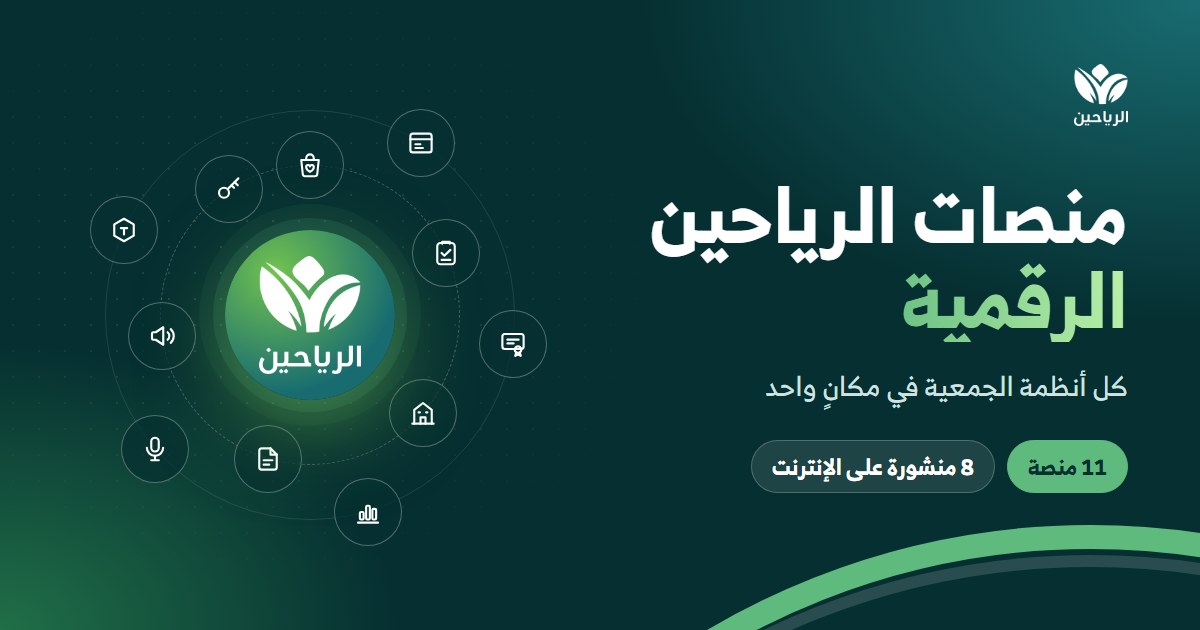 الرياحين
منصات الرياحين
الرقمية
كل أنظمة الجمعية في مكانٍ واحد
11 منصة
8 منشورة على الإنترنت
الرياحين
T